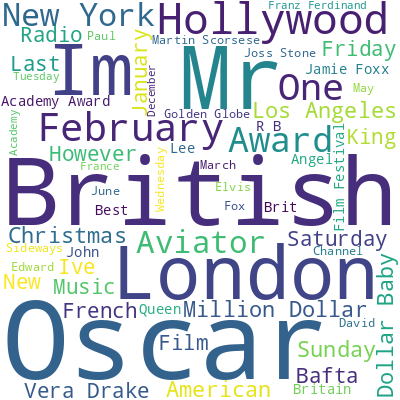 New York
Hollywood
Franz Ferdinand
Radio
Paul
Martin Scorsese
Joss Stone
Friday
Last
Im
Mr
One
Jamie Foxx
Tuesday
January
December
May
Academy Award
Golden Globe
Los Angeles
February
Award
R B
King
Academy
However
Lee
Angel
Film Festival
France
Wednesday
March
British
June
Elvis
Best
Fox
Brit
Christmas
Aviator
London
Saturday
Sideways
John
Channel
Edward
Ive
New
Music
Million Dollar
Dollar Baby
French
Queen
Oscar
Film
David
Sunday
Bafta
Vera Drake
American
Britain